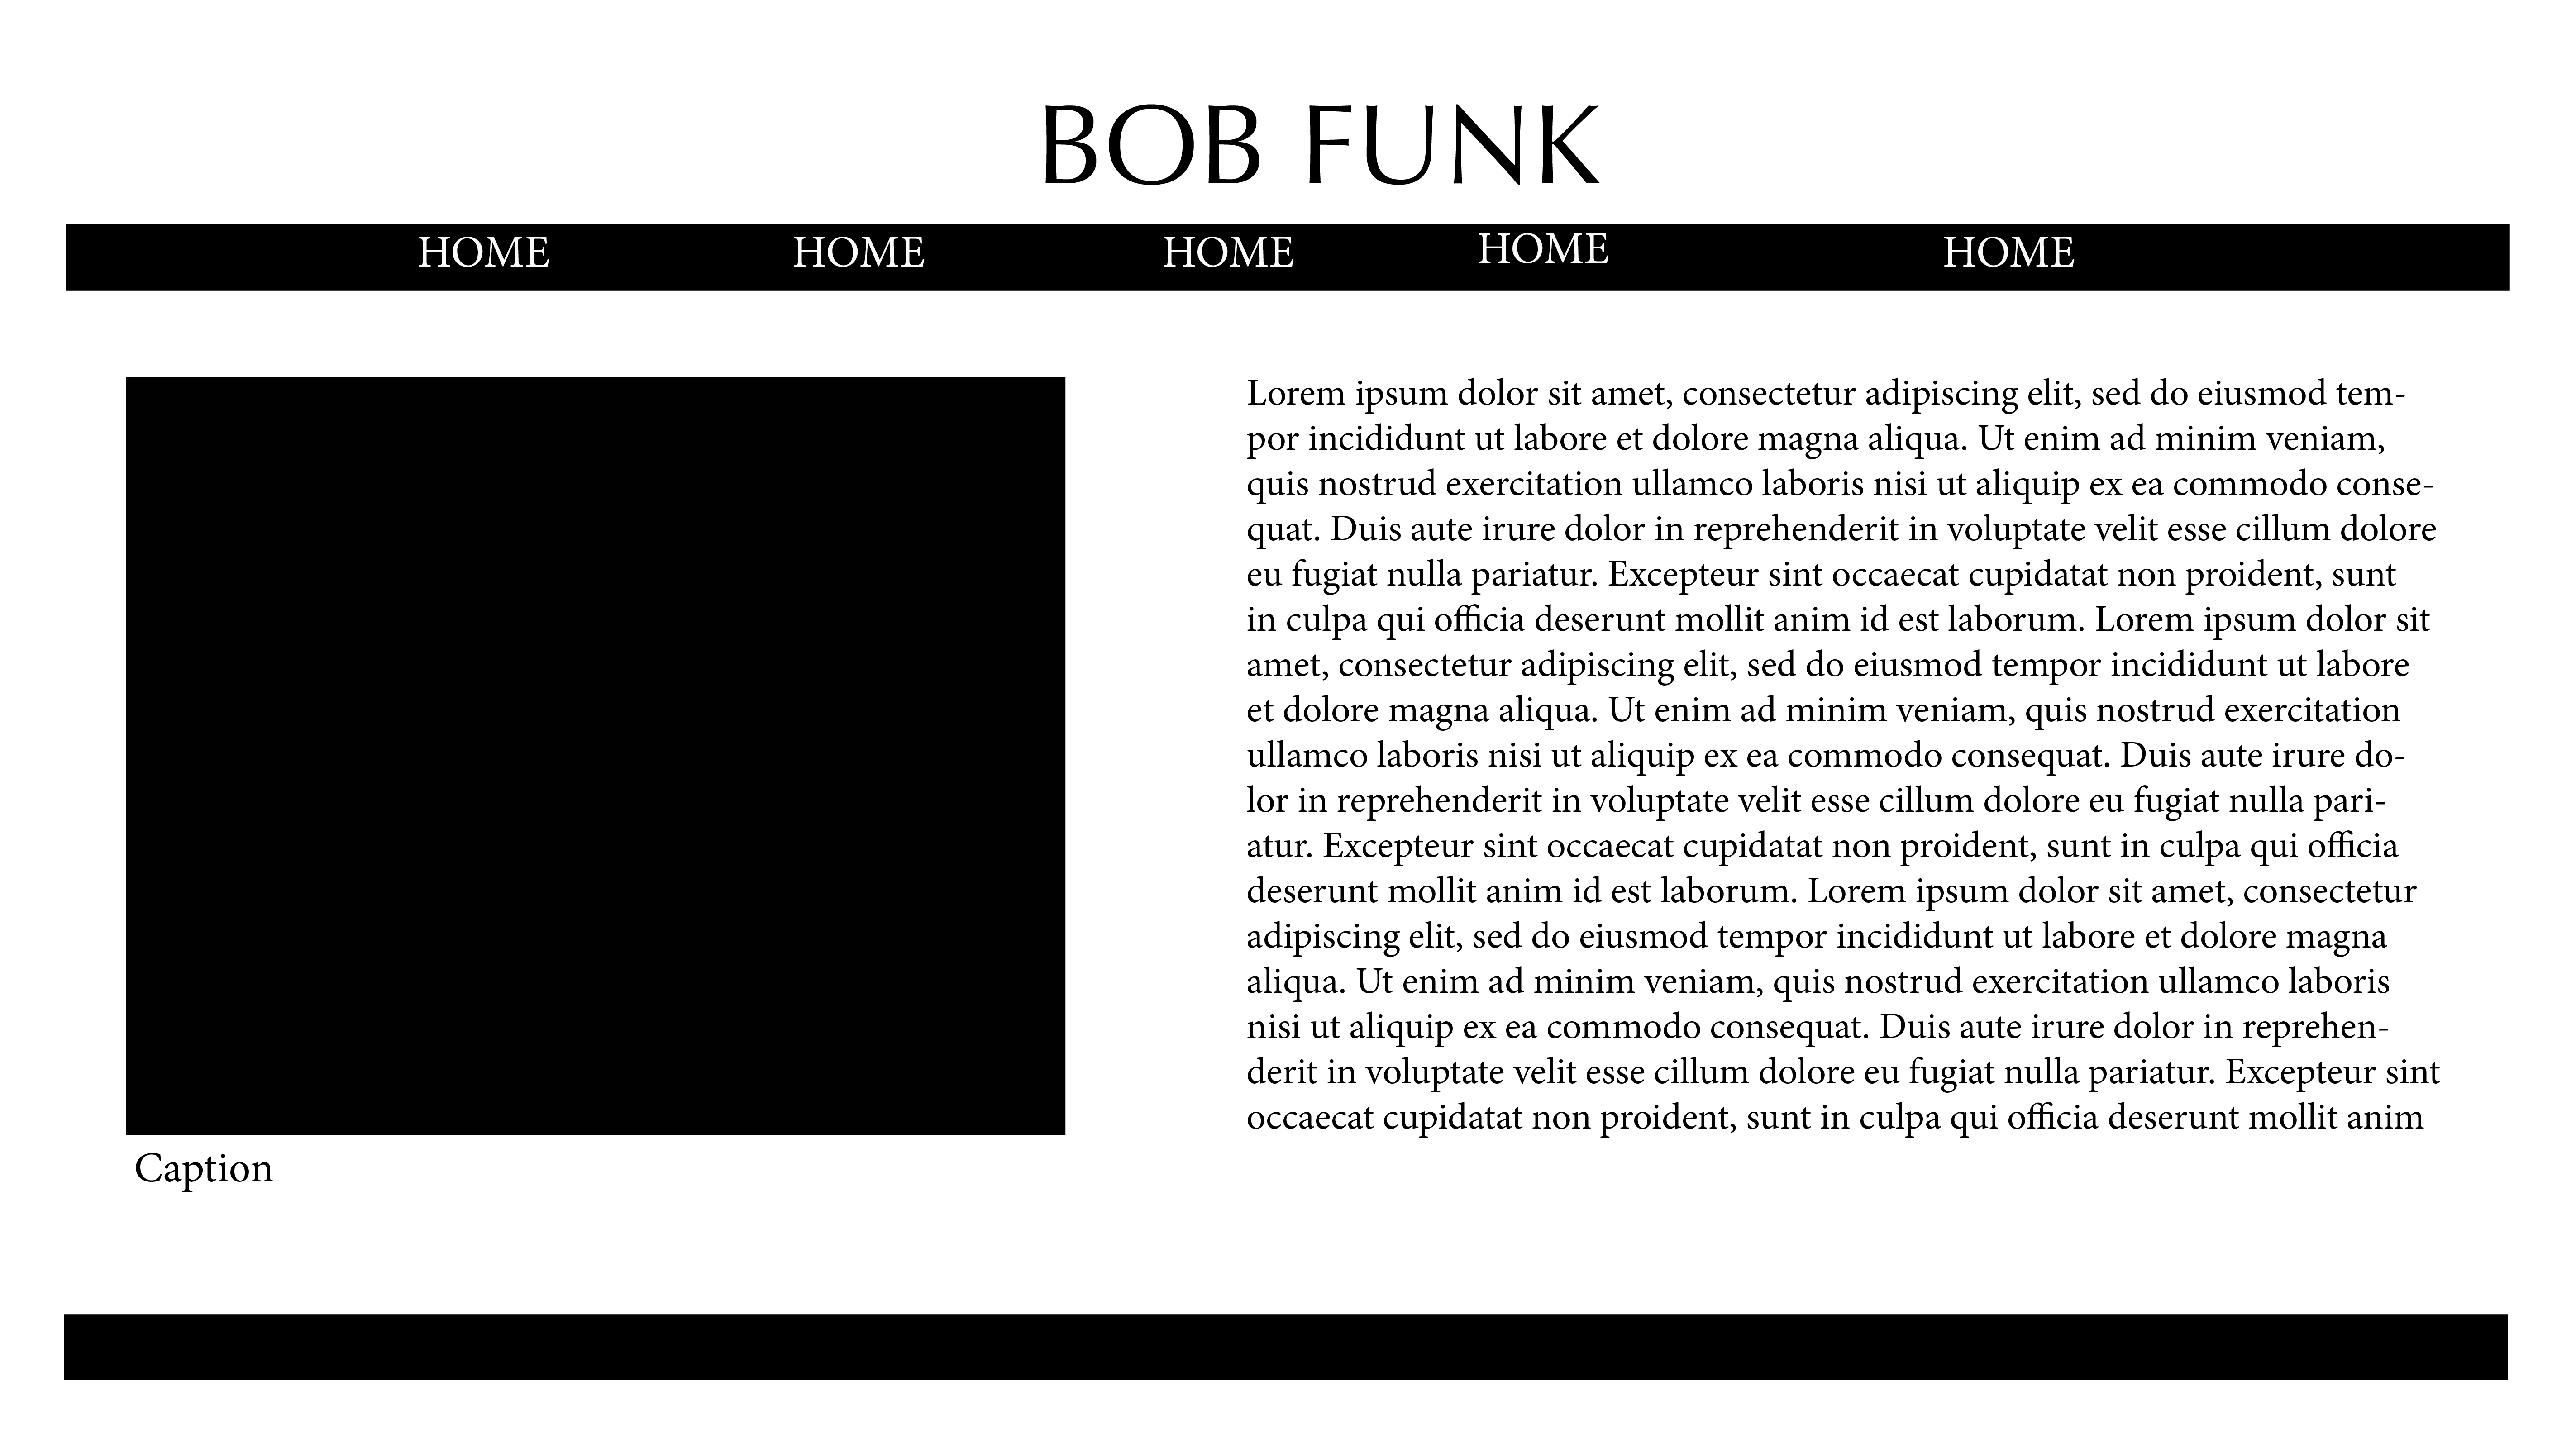 BOB FUNK
HOME HOME HOME HOME HOME
Lorem ipsum dolor sit amet, consectetur adipiscing elit, sed do eiusmod tem-
por incididunt ut labore et dolore magna aliqua. Ut enim ad minim veniam,
quis nostrud exercitation ullamco laboris nisi ut aliquip ex ea commodo conse-
quat. Duis aute irure dolor in reprehenderit in voluptate velit esse cillum dolore
eu fugiat nulla pariatur. Excepteur sint occaecat cupidatat non proident, sunt
in culpa qui officia deserunt mollit anim id est laborum. Lorem ipsum dolor sit
amet, consectetur adipiscing elit, sed do eiusmod tempor incididunt ut labore
et dolore magna aliqua. Ut enim ad minim veniam, quis nostrud exercitation
ullamco laboris nisi ut aliquip ex ea commodo consequat. Duis aute irure do-
lor in reprehenderit in voluptate velit esse cillum dolore eu fugiat nulla pari-
atur. Excepteur sint occaecat cupidatat non proident, sunt in culpa qui officia
deserunt mollit anim id est laborum. Lorem ipsum dolor sit amet, consectetur
adipiscing elit, sed do eiusmod tempor incididunt ut labore et dolore magna
aliqua. Ut enim ad minim veniam, quis nostrud exercitation ullamco laboris
nisi ut aliquip ex ea commodo consequat. Duis aute irure dolor in reprehen-
derit in voluptate velit esse cillum dolore eu fugiat nulla pariatur. Excepteur sint
occaecat cupidatat non proident, sunt in culpa qui officia deserunt mollit anim
Caption